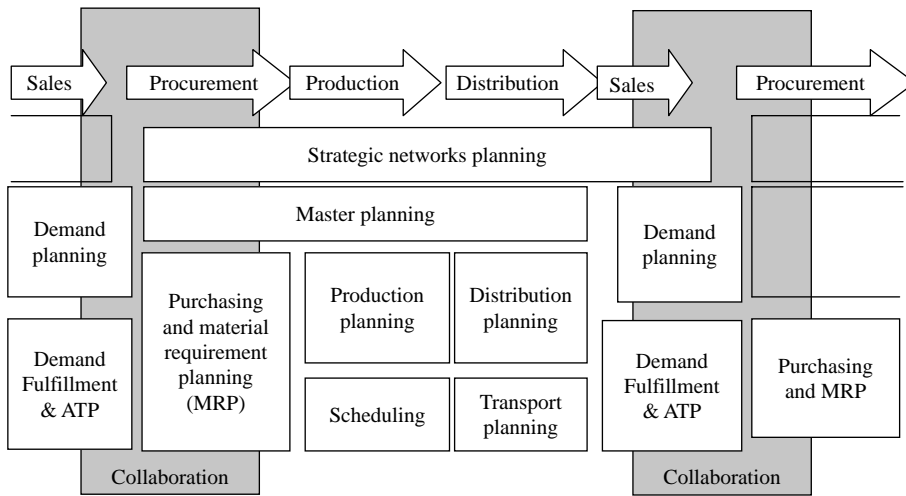 Sales
Procurement
Production
Distribution
Sales
Procurement
Strategic networks planning
Master planning
Demand
planning
Demand
planning
Purchasing
and material
requirement
planning
(MRP)
Production
planning
Distribution
planning
Demand
Fulfillment
& ATP
Scheduling
Transport
planning
Demand
Fulfillment
& ATP
Purchasing
and MRP
Collaboration
Collaboration